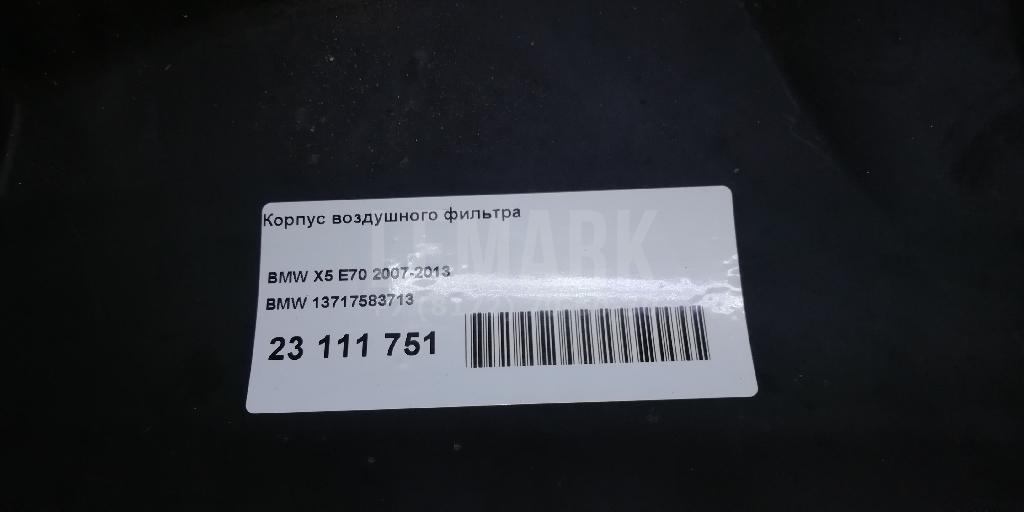 Корпус воздушного фильтра
BMW X5 E70 2007-2013
BMW 13717583713
23 111 751